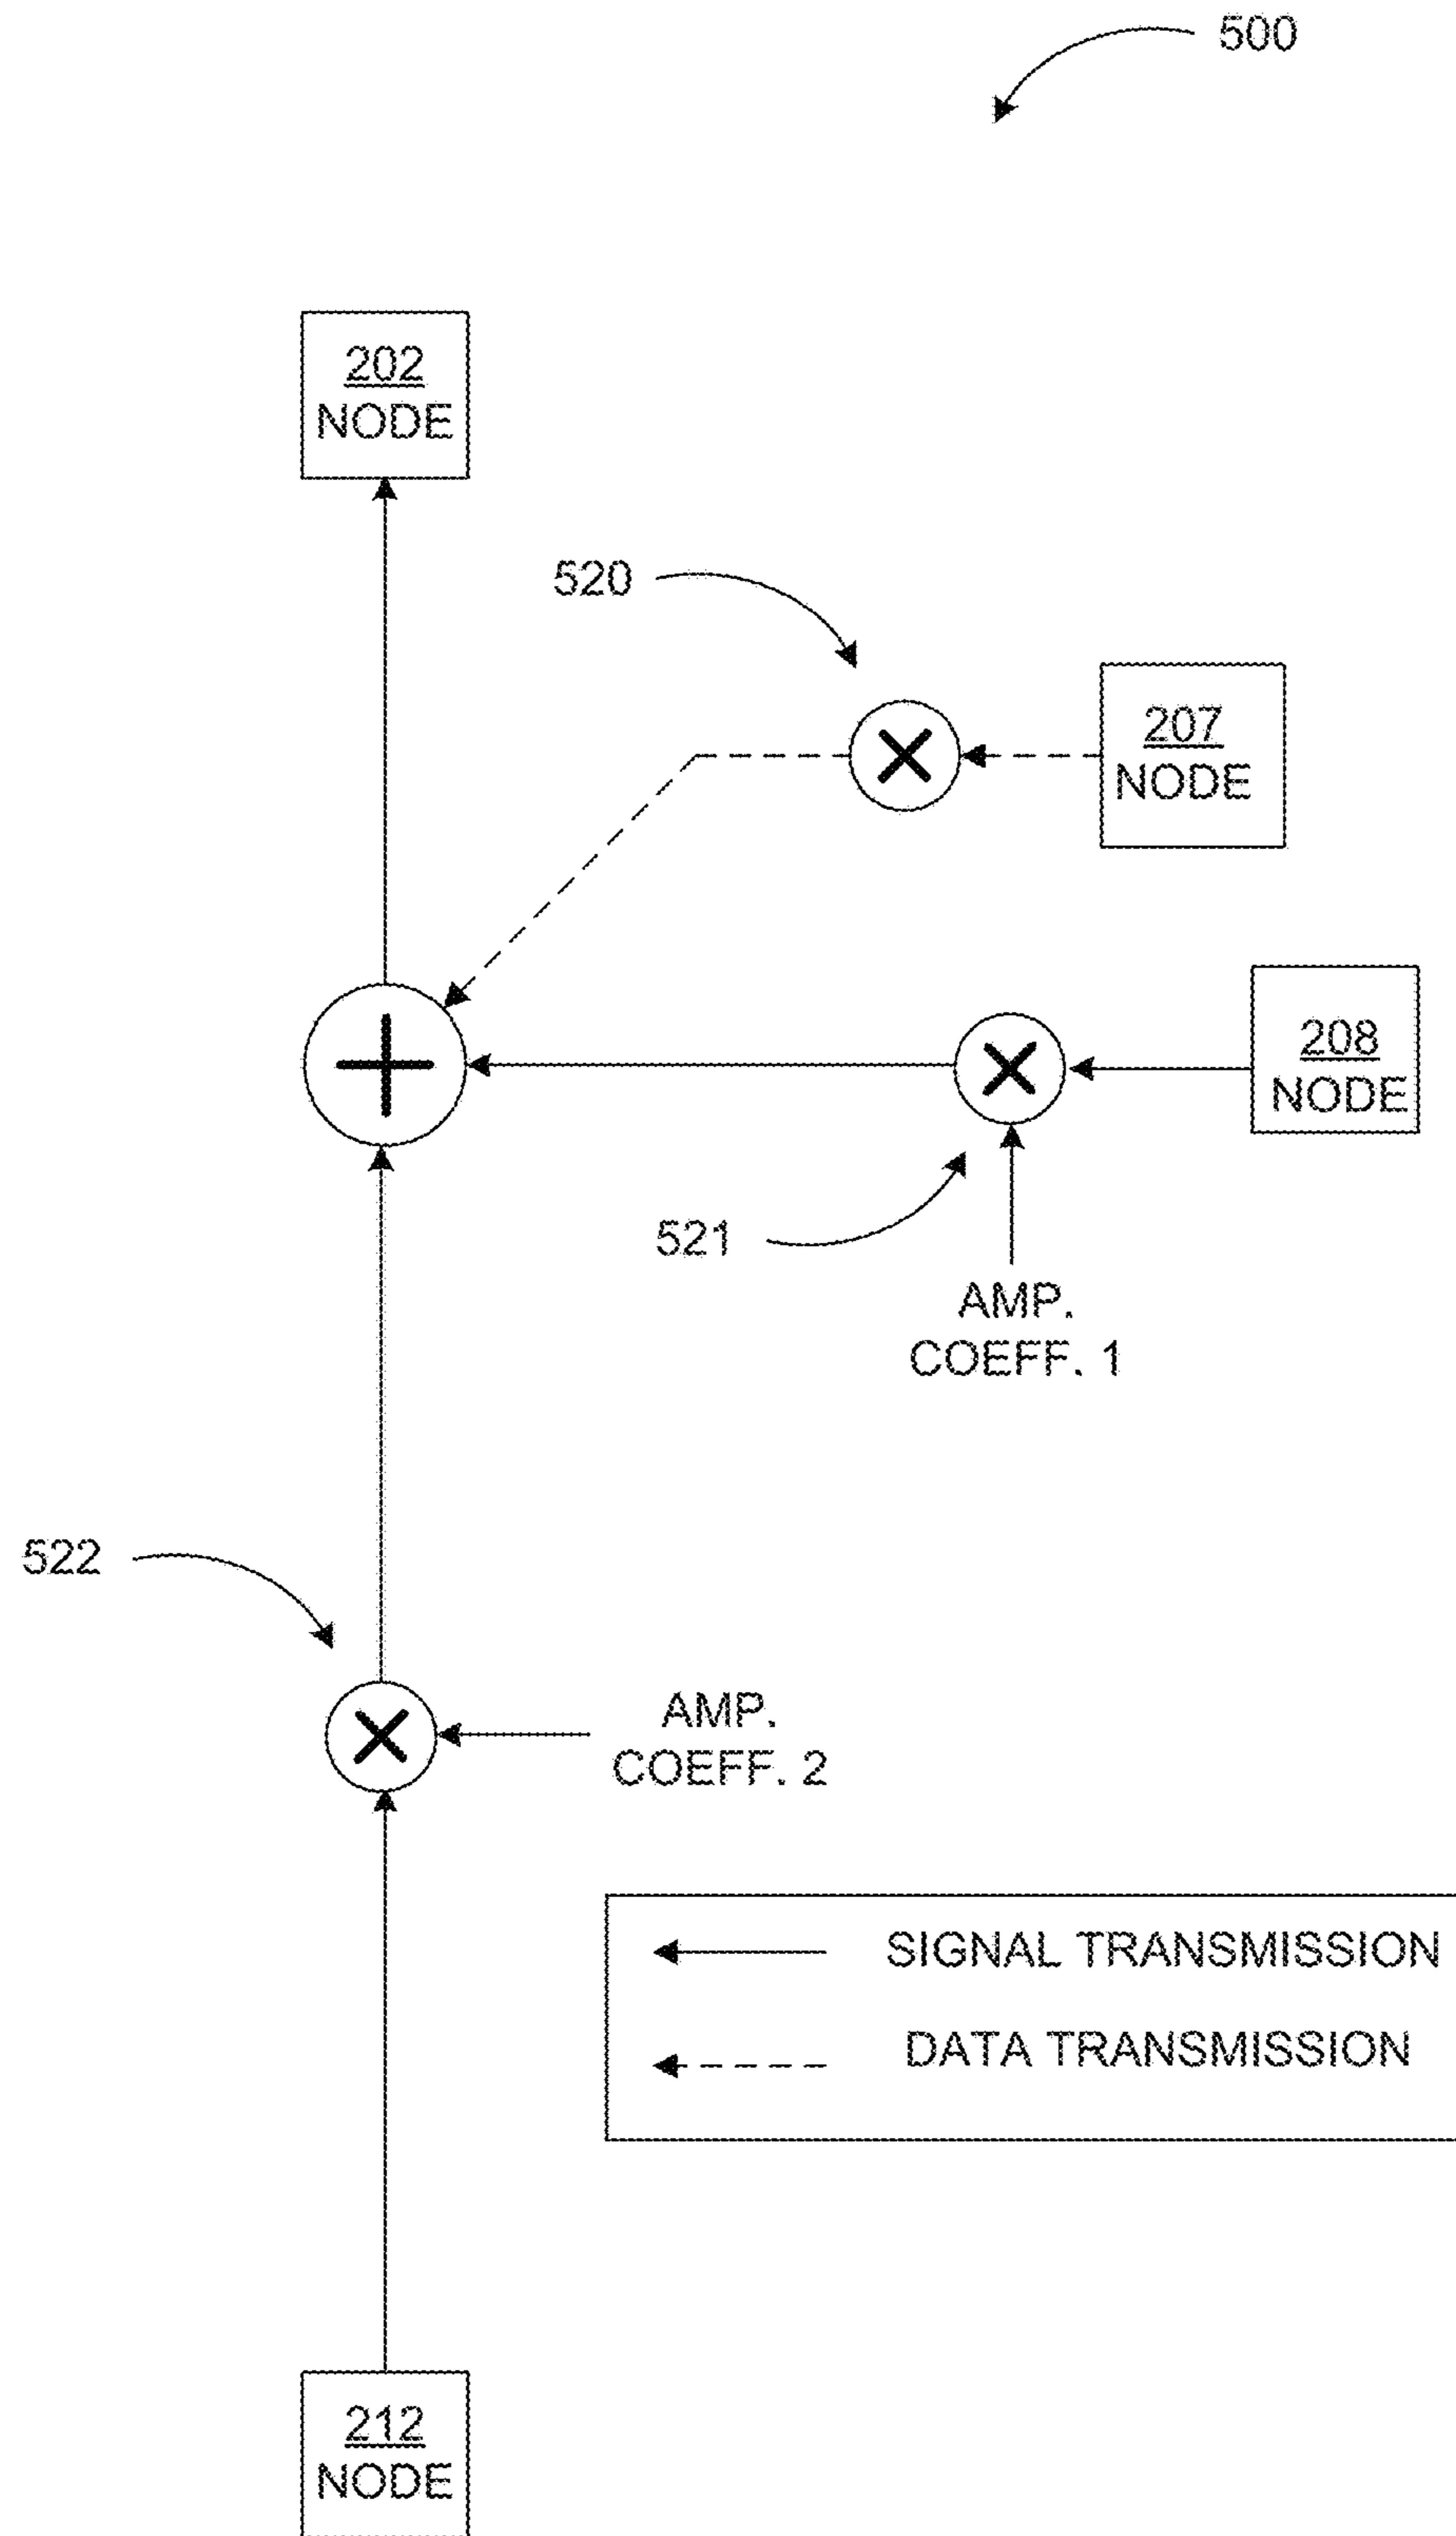 500
202
NODE
520
207
NODE
208
NODE
521
AMP.
COEFF. 1
522
AMP.
COEFF. 2
SIGNAL TRANSMISSION
DATA TRANSMISSION
212
NODE